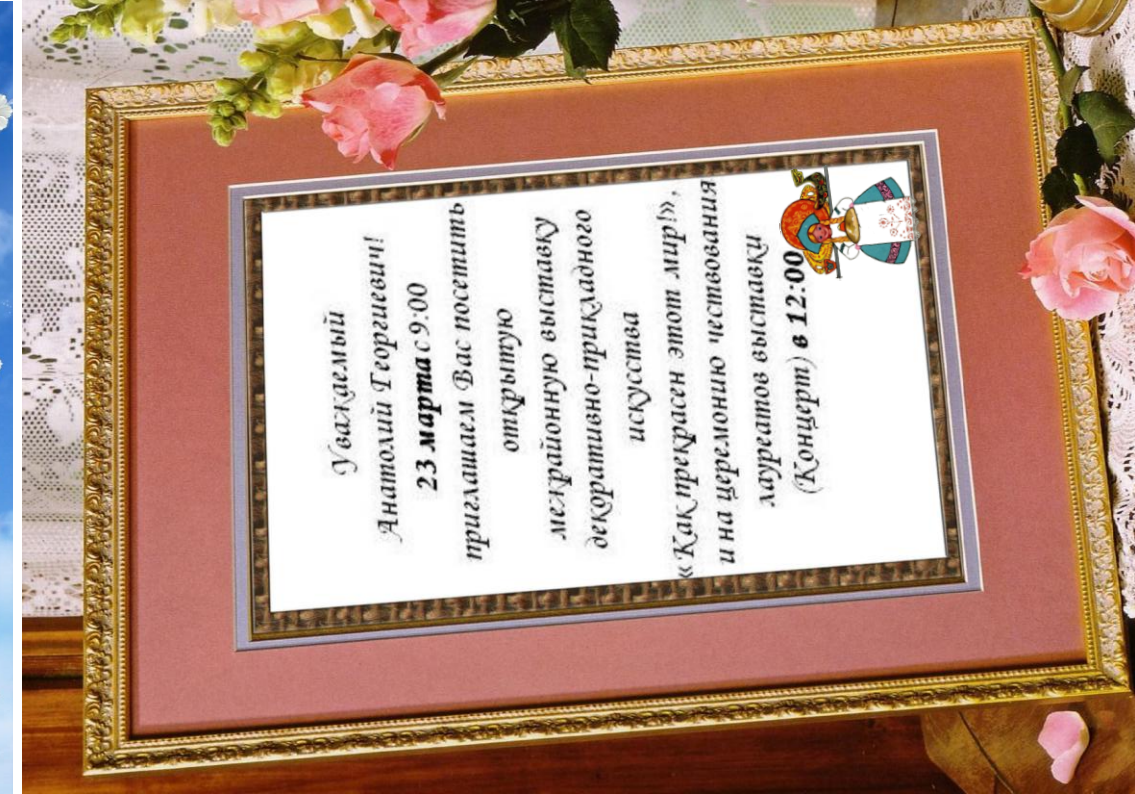 Уважаемый
Анатолий Георгиевич!
23 марта с 9:00
приглашаем Вас посетить
открытую
межрайонную выставку
декоративно-прикладного
искусства
«Как прекрасен этот мир!»,
и на церемонию чествования
лауреатов выставки
(Концерт) в 12:00